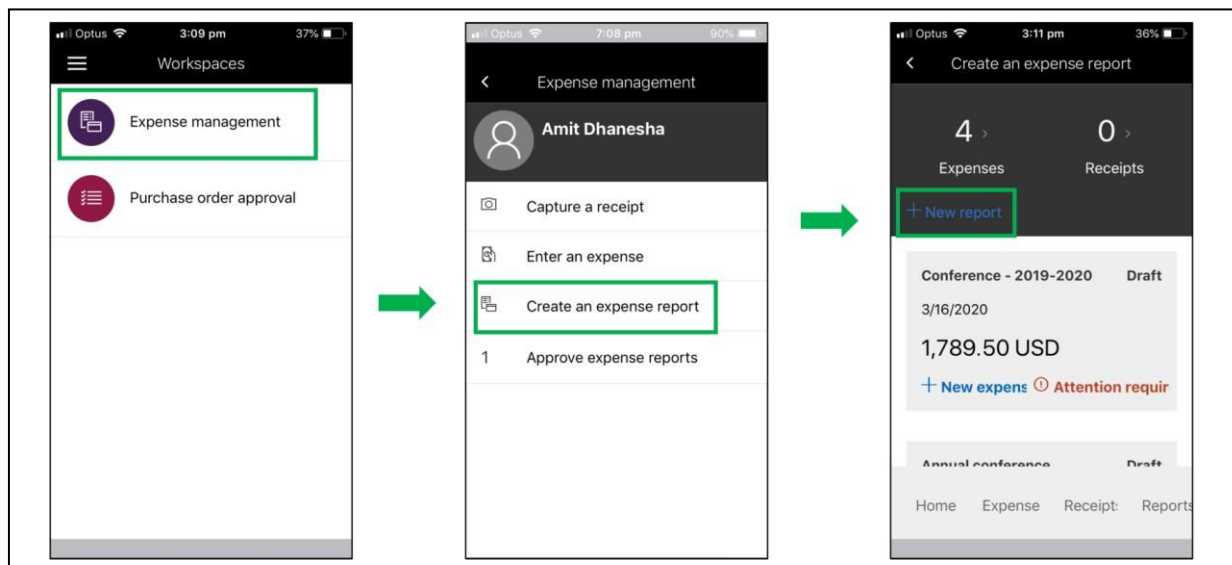 Optus 3:09 pm 37%
Workspaces
Expense management
Purchase order approval
Optus 7:08 pm 90%
Expense management
Amit Dhanesha
Capture a receipt
Enter an expense
Create an expense report
1 Approve expense reports
Optus 3:11 pm 36%
Create an expense report
4 0
Expenses Receipts
+ New report
Conference - 2019-2020 Draft
3/16/2020
1,789.50 USD
+ New expens Attention requir
Annual conference Draft
Home Expense Receipt: Reports